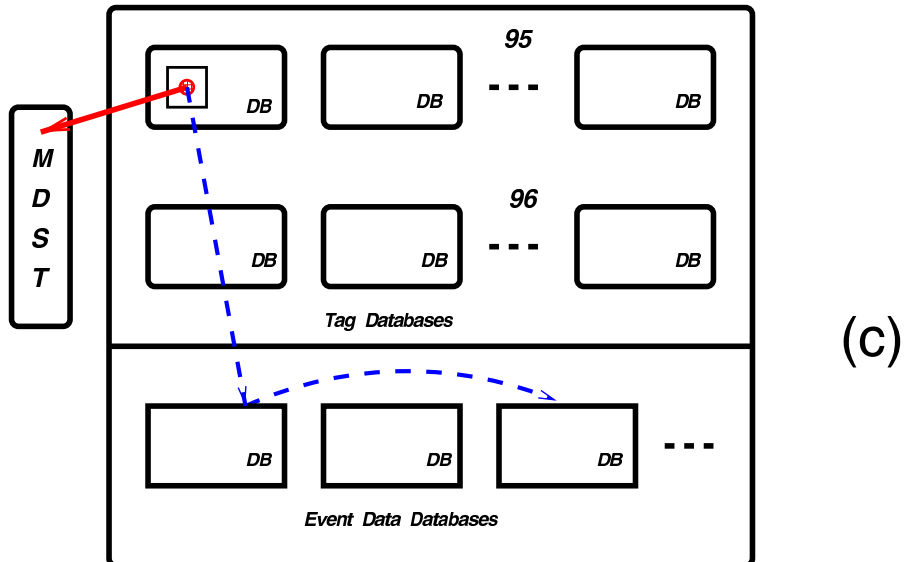 95
DB DB DB
M
D
S
T
96
DB DB DB
Tag Databases
(c)
DB DB DB
Event Data Databases